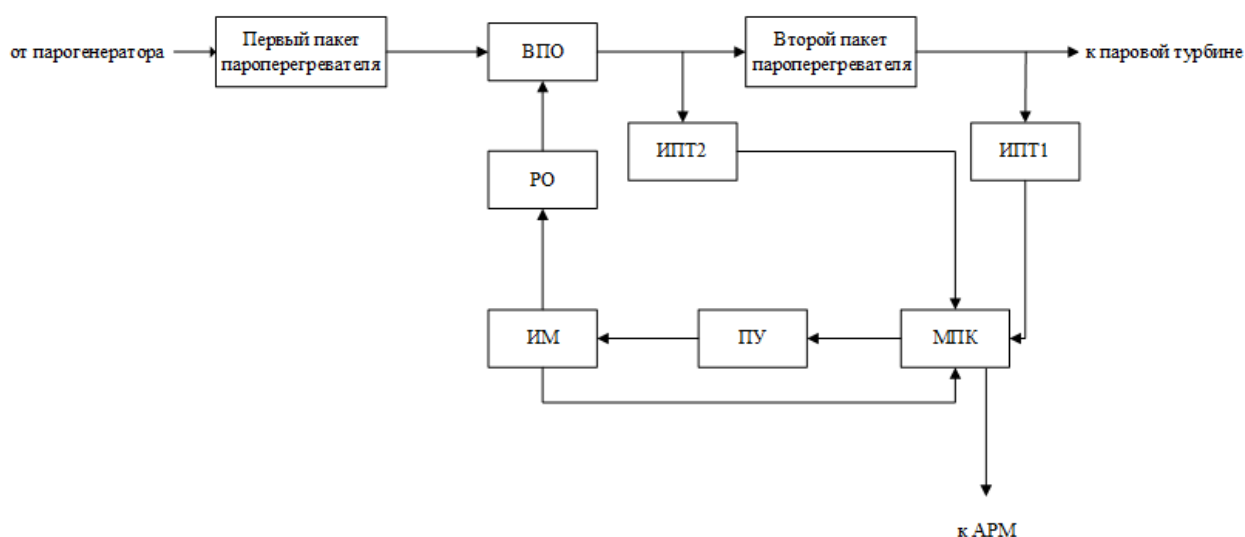 от парогенератора
Первый пакет
пароперегревателя
ВПО
Второй пакет
пароперегревателя
к паровой турбине
ИПТ2
ИПТ1
РО
ИМ
ПУ
МПК
к АРМ